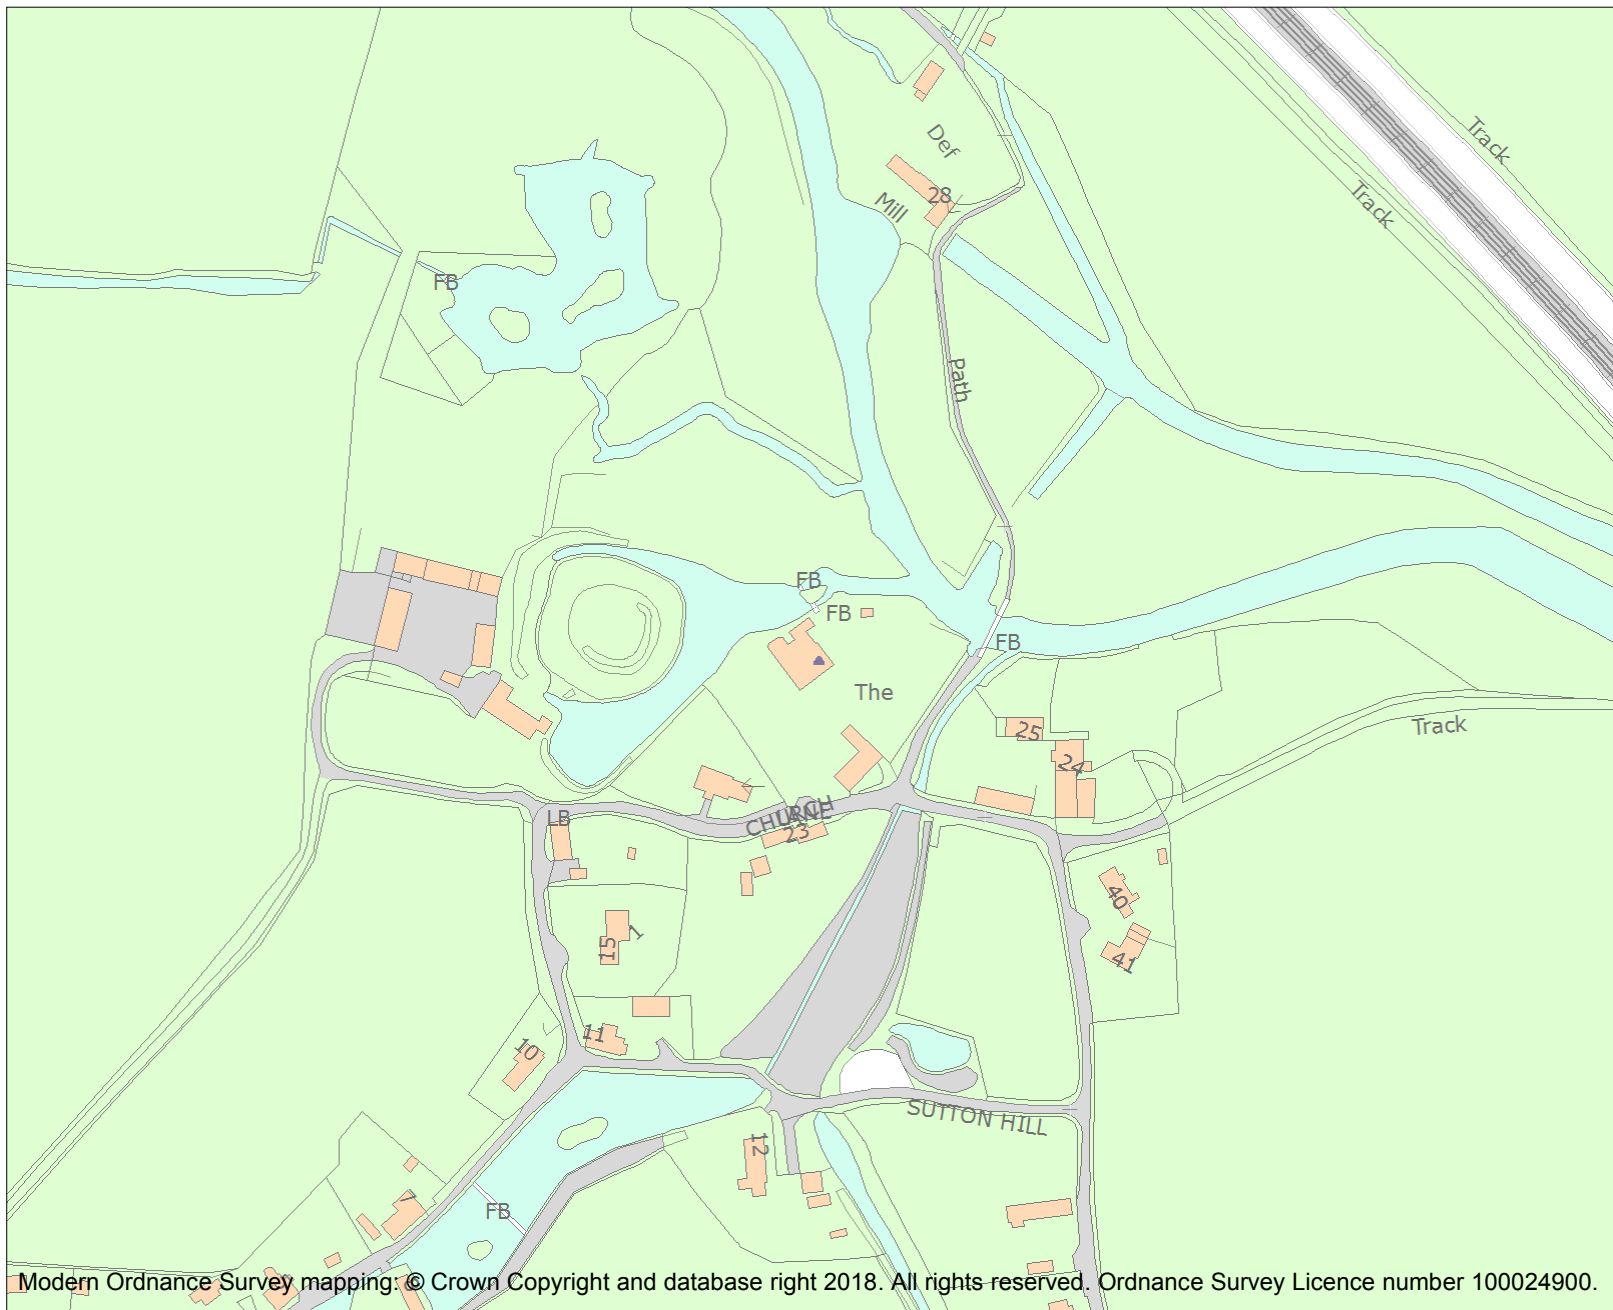 Track
Def
Track
28
Mill
FB
Path
FB
FB
FB
The
25
Track
24
LB
CHURCH
LANE
23
40
1
15
41
11
10
SUTTON HILL
12
7
FB
Modern Ordnance Survey mapping: © Crown Copyright and database right 2018. All rights reserved. Ordnance Survey Licence number 100024900.